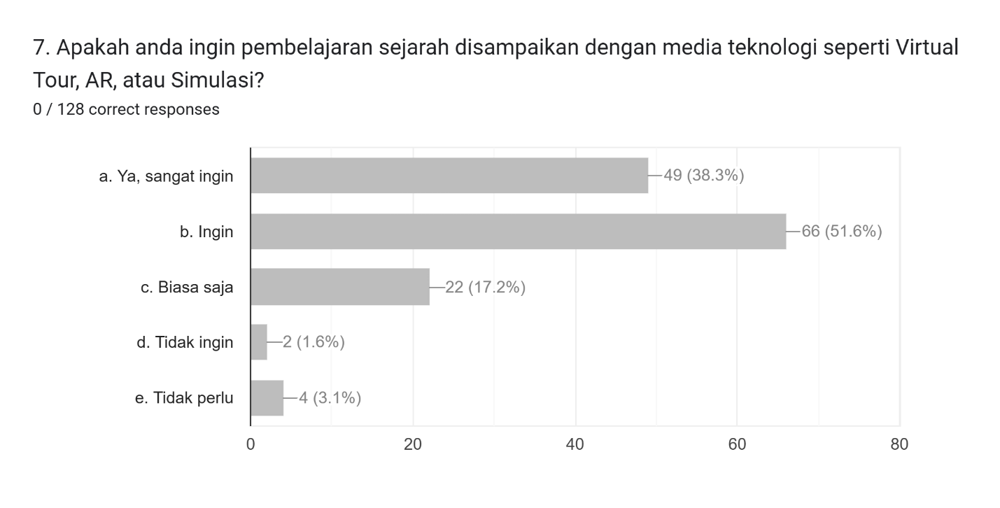 7. Apakah anda ingin pembelajaran sejarah disampaikan dengan media teknologi seperti Virtual
Tour, AR, atau Simulasi?
0 / 128 correct responses
a. Ya, sangat ingin
49 (38.3%)
b. Ingin
66 (51.6%)
c. Biasa saja
22 (17.2%)
d. Tidak ingin
2 (1.6%)
e. Tidak perlu
4 (3.1%)
0 20 40 60 80